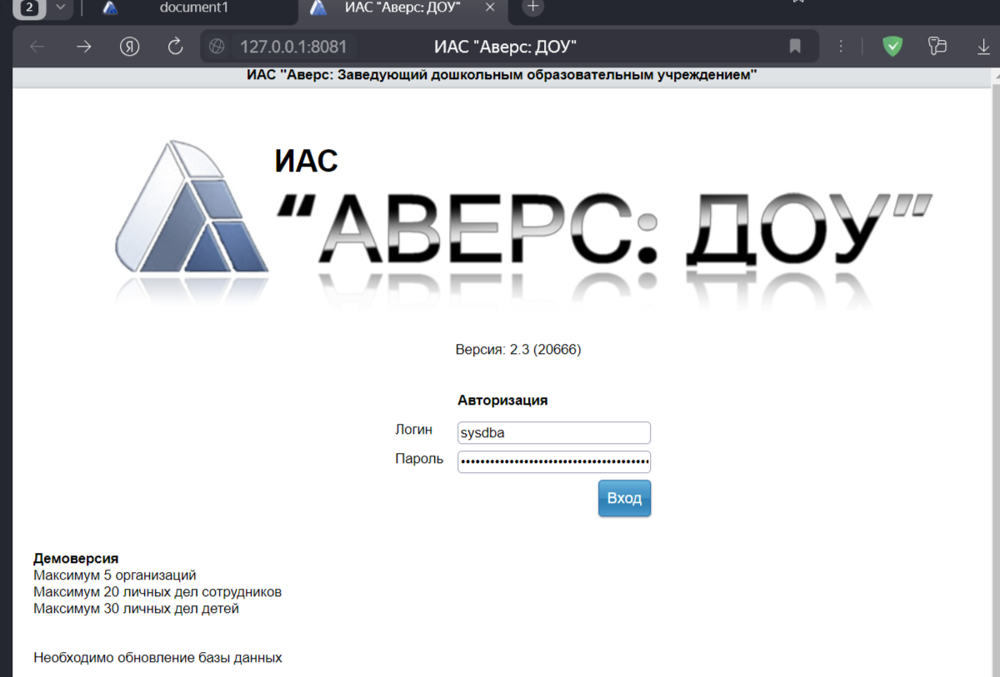 2
document1
ИАС "Аверс: ДОУ"
Я
127.0.0.1:8081
ИАС "Аверс: ДОУ"
ИАС "Аверс: Заведующий дошкольным образовательным учреждением"
ИАС
“АВЕРС: ДОУ”
Версия: 2.3 (20666)
Авторизация
Логин
sysdba
Пароль
Вход
Демоверсия
Максимум 5 организаций
Максимум 20 личных дел сотрудников
Максимум 30 личных дел детей
Необходимо обновление базы данных